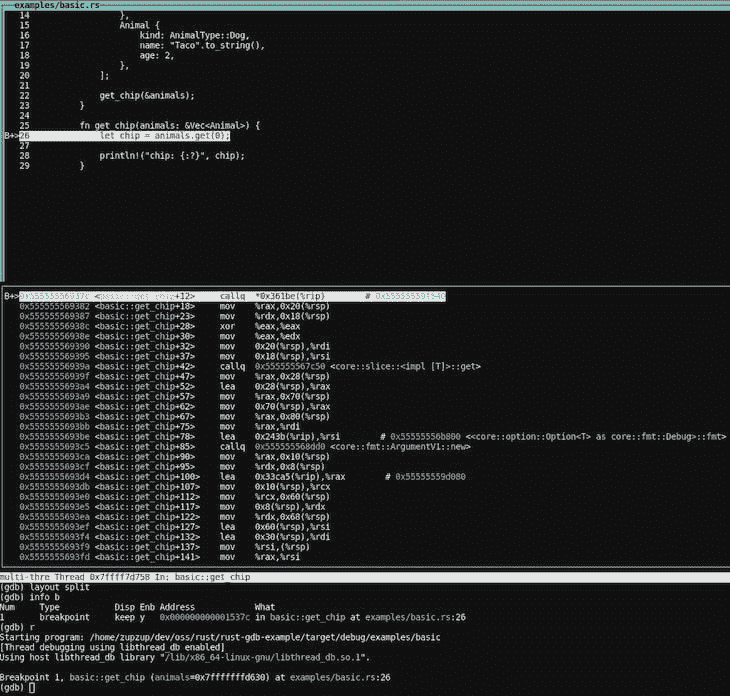 examples/basic.rs
14 },
15 Animal {
16 kind: AnimalType::Dog,
17 name: "Taco".to_string(),
18 age: 2,
19 },
20 ];
21
22 get_chip(&animals);
23 }
24
25 fn get_chip(animals: &Vec<Animal>) {
B+>26 let chip = animals.get(0);
27
28 println!("chip: {:?}", chip);
29 }
B+>0x55555556937c <basic::get_chip+12> callq *0x361be(%rip) # 0x55555559f540
0x555555569382 <basic::get_chip+18> mov %rax,0x20(%rsp)
0x555555569387 <basic::get_chip+23> mov %rdx,0x18(%rsp)
0x55555556938c <basic::get_chip+28> xor %eax,%eax
0x55555556938e <basic::get_chip+30> mov %eax,%edx
0x555555569390 <basic::get_chip+32> mov 0x20(%rsp),%rdi
0x555555569395 <basic::get_chip+37> mov 0x18(%rsp),%rsi
0x55555556939a <basic::get_chip+42> callq 0x555555567c50 <core::slice::<impl [T]>::get>
0x55555556939f <basic::get_chip+47> mov %rax,0x28(%rsp)
0x5555555693a4 <basic::get_chip+52> lea 0x28(%rsp),%rax
0x5555555693a9 <basic::get_chip+57> mov %rax,0x70(%rsp)
0x5555555693ae <basic::get_chip+62> mov 0x70(%rsp),%rax
0x5555555693b3 <basic::get_chip+67> mov %rax,0x80(%rsp)
0x5555555693bb <basic::get_chip+75> mov %rax,%rdi
0x5555555693be <basic::get_chip+78> lea 0x243b(%rip),%rsi # 0x55555556b800 <<core::option::Option<T> as core::fmt::Debug>::fmt>
0x5555555693c5 <basic::get_chip+85> callq 0x555555568dd0 <core::fmt::ArgumentV1::new>
0x5555555693ca <basic::get_chip+90> mov %rax,0x10(%rsp)
0x5555555693cf <basic::get_chip+95> mov %rdx,0x8(%rsp)
0x5555555693d4 <basic::get_chip+100> lea 0x33ca5(%rip),%rax # 0x55555559d080
0x5555555693db <basic::get_chip+107> mov 0x10(%rsp),%rcx
0x5555555693e0 <basic::get_chip+112> mov %rcx,0x60(%rsp)
0x5555555693e5 <basic::get_chip+117> mov 0x8(%rsp),%rdx
0x5555555693ea <basic::get_chip+122> mov %rdx,0x68(%rsp)
0x5555555693ef <basic::get_chip+127> lea 0x60(%rsp),%rsi
0x5555555693f4 <basic::get_chip+132> lea 0x30(%rsp),%rdi
0x5555555693f9 <basic::get_chip+137> mov %rsi,(%rsp)
0x5555555693fd <basic::get_chip+141> mov %rax,%rsi
multi-thre Thread 0x7ffff7d758 In: basic::get_chip
(gdb) layout split
(gdb) info b
Num Type Disp Enb Address What
1 breakpoint keep y 0x000000000001537c in basic::get_chip at examples/basic.rs:26
(gdb) r
Starting program: /home/zupzup/dev/oss/rust/rust-gdb-example/target/debug/examples/basic
[Thread debugging using libthread_db enabled]
Using host libthread_db library "/lib/x86_64-linux-gnu/libthread_db.so.1".
Breakpoint 1, basic::get_chip (animals=0x7fffffffd630) at examples/basic.rs:26
(gdb)